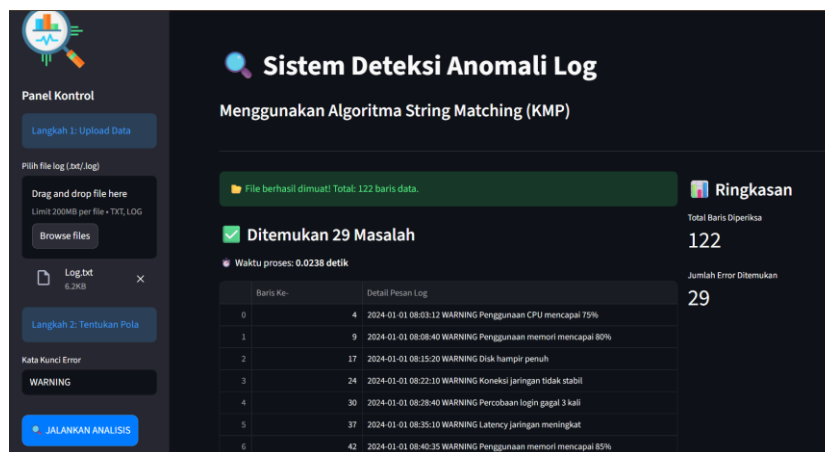 Panel Kontrol
Langkah 1: Upload Data
Pilih file log (.txt/.log)
Drag and drop file here
Limit 200MB per file • TXT, LOG
Browse files
Log.txt
6.2KB
Langkah 2: Tentukan Pola
Kata Kunci Error
WARNING
JALANKAN ANALISIS
Sistem Deteksi Anomali Log
Menggunakan Algoritma String Matching (KMP)
File berhasil dimuat! Total: 122 baris data.
Ditemukan 29 Masalah
Waktu proses: 0.0238 detik
Baris Ke- Detail Pesan Log
0 4 2024-01-01 08:03:12 WARNING Penggunaan CPU mencapai 75%
1 9 2024-01-01 08:08:40 WARNING Penggunaan memori mencapai 80%
2 17 2024-01-01 08:15:20 WARNING Disk hampir penuh
3 24 2024-01-01 08:22:10 WARNING Koneksi jaringan tidak stabil
4 30 2024-01-01 08:28:40 WARNING Percobaan login gagal 3 kali
5 37 2024-01-01 08:35:10 WARNING Latency jaringan meningkat
6 42 2024-01-01 08:40:35 WARNING Penggunaan memori mencapai 85%
Ringkasan
Total Baris Diperiksa
122
Jumlah Error Ditemukan
29